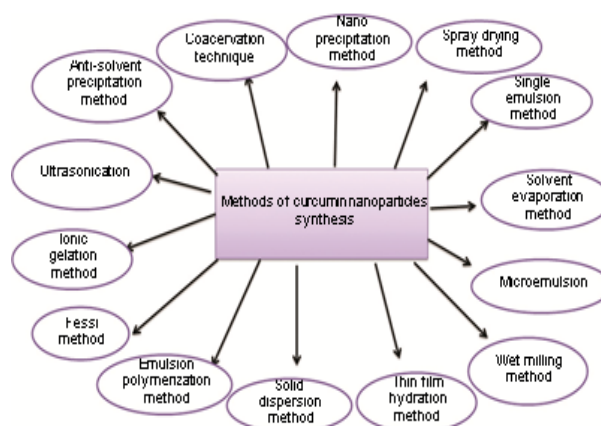 Nano
precipitation
method
Coacervation
technique
Spray drying
method
Anti-solvent
precipitation
method
Single
emulsion
method
Ultrasonication
Methods of curcumin nanoparticles
synthesis
Solvent
evaporation
method
Ionic
gelation
method
Microemulsion
Fessi
method
Wet milling
method
Emulsion
polymerization
method
Solid
dispersion
method
Thin film
hydration
method